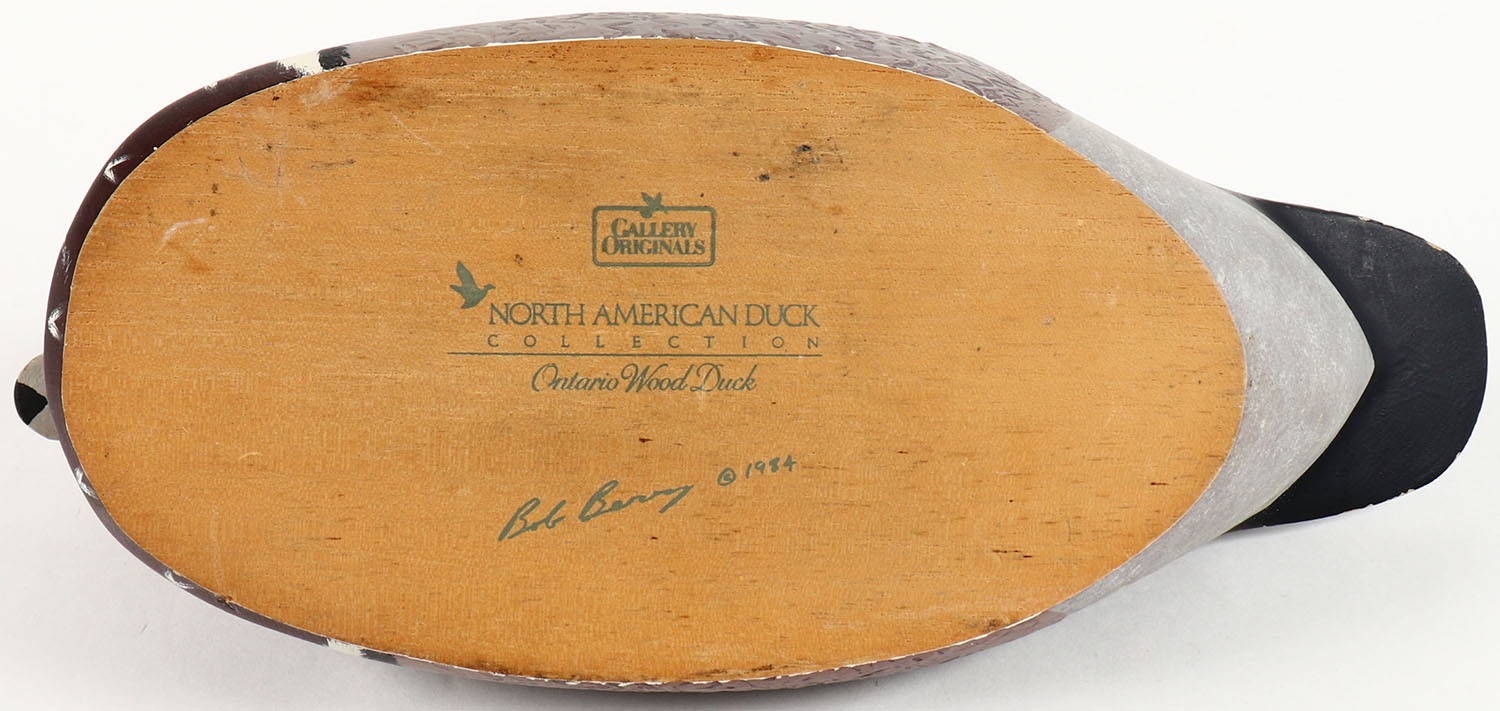 GALLERY
ORIGINALS
NORTH AMERICAN DUCK
COLLECTION
Ontario Wood Duck
Bob Berry © 1984